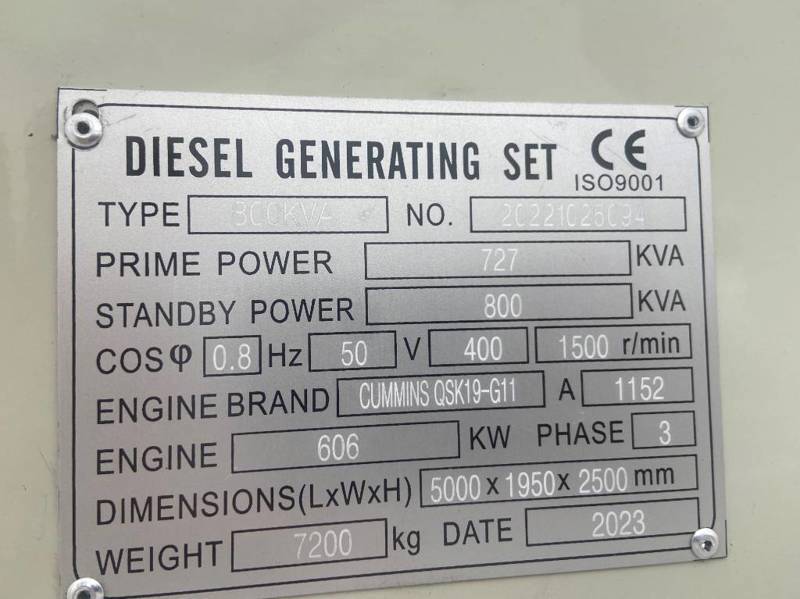 DIESEL GENERATING SET CE
ISO9001
TYPE 800KVA NO.
PRIME POWER 727 KVA
STANDBY POWER 800 KVA
COSφ 0.8 Hz 50 V 400 1500 r/min
ENGINE BRAND CUMMINS QSK19-G11 A 1152
ENGINE 606 KW PHASE 3
DIMENSIONS(LxWxH) 5000 x 1950 x 2500 mm
WEIGHT 7200 kg DATE 2023